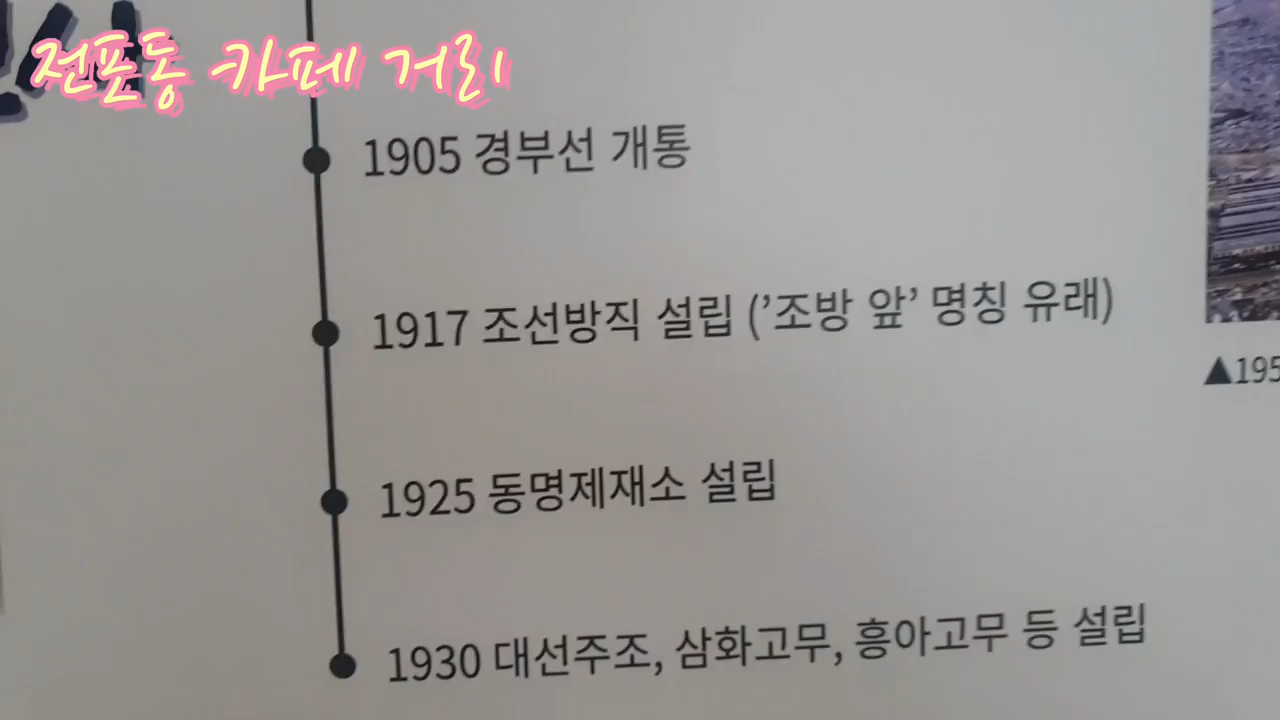 전포동 카페 거리
1905 경부선 개통
1917 조선방직 설립 ('조방 앞’ 명칭 유래)
1925 동명제재소 설립
▲195
1930 대선주조, 삼화고무, 흥아고무 등 설립